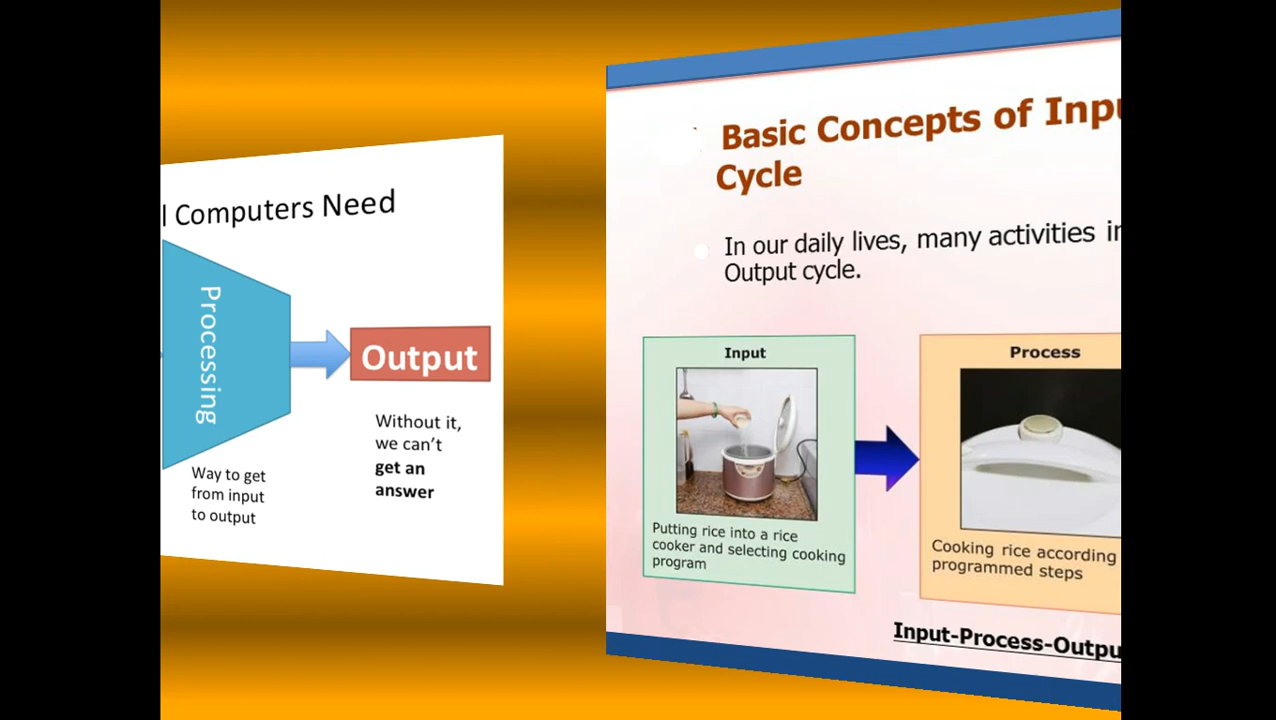 l Computers Need
Processing
Output
Without it,
we can't
get an
answer
Way to get
from input
to output
Basic Concepts of Inpu
Cycle
In our daily lives, many activities in
Output cycle.
Input
Putting rice into a rice
cooker and selecting cooking
program
Process
Cooking rice according
programmed steps
Input-Process-Outpu